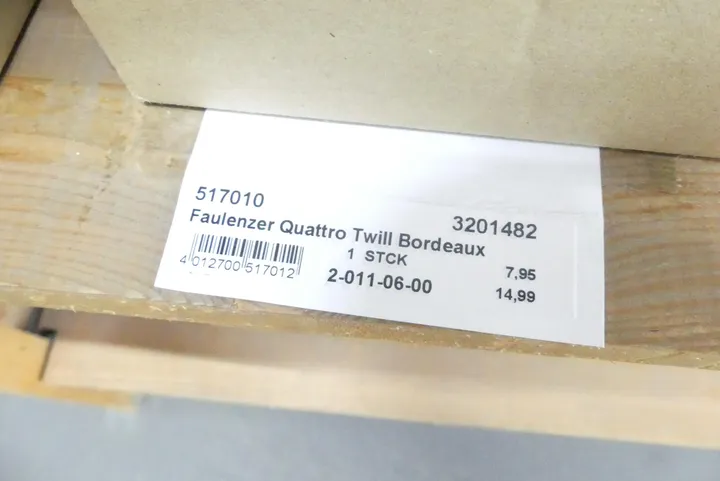 517010
3201482
Faulenzer Quattro Twill Bordeaux
1 STCK
7,95
4 012700 517012
2-011-06-00
14,99